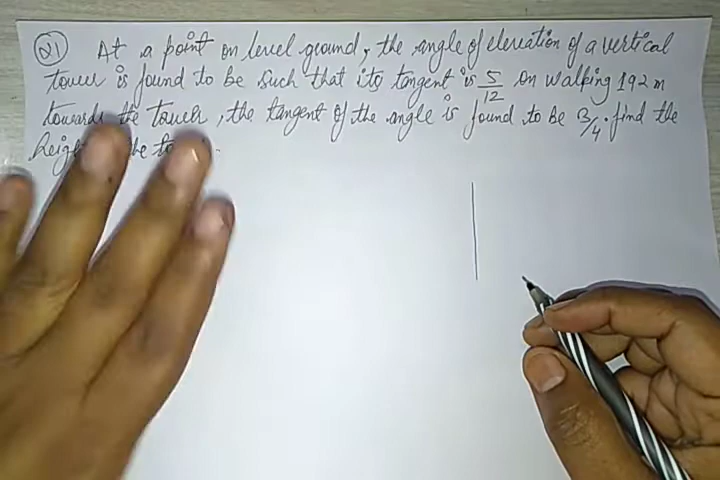 Q1 At a point on level ground, the angle of elevation of a vertical
tower is found to be such that its tangent is 5/12 on walking 192 m
towards the tower, the tangent of the angle is found to be 3/4. find the
the